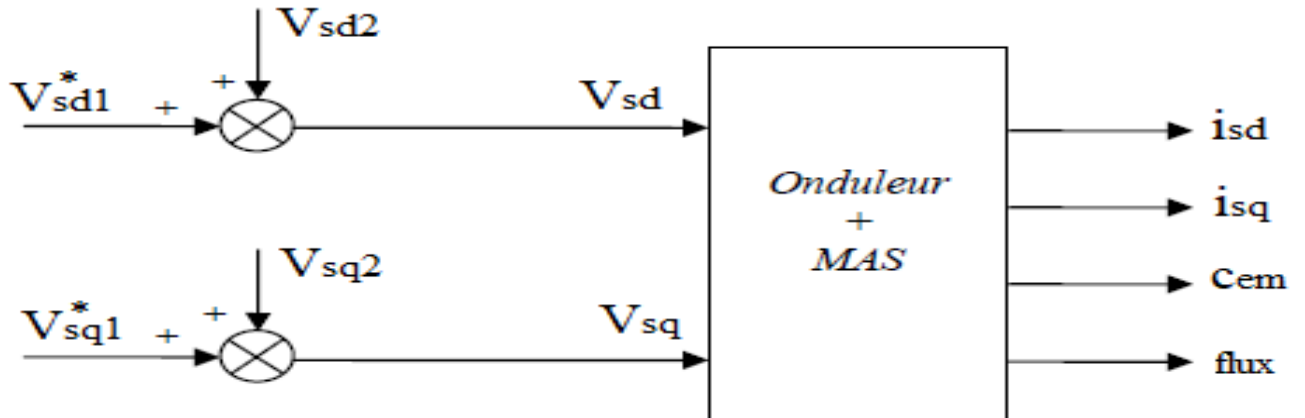 Vsd2
V*sd1
+
+
Vsd
isd
Onduleur
+
MAS
isq
Vsq2
cem
V*sq1
+
+
Vsq
flux